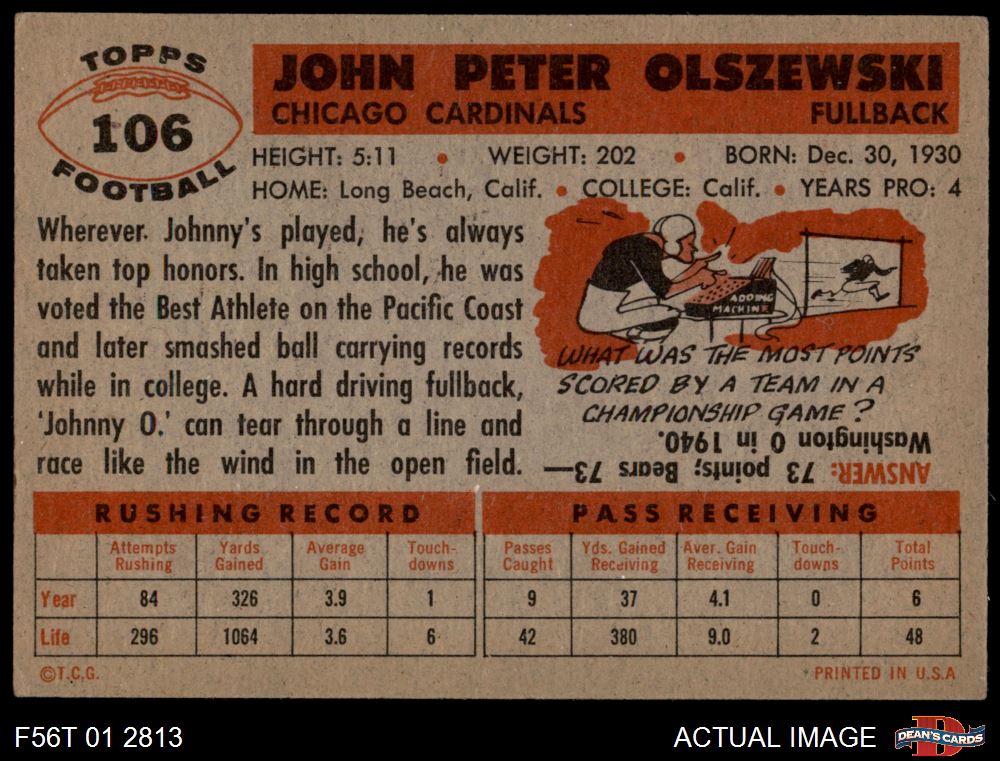 TOPPS
106
FOOTBALL
JOHN PETER OLSZEWSKI
CHICAGO CARDINALS FULLBACK
HEIGHT: 5:11 • WEIGHT: 202 • BORN: Dec. 30, 1930
HOME: Long Beach, Calif. • COLLEGE: Calif. • YEARS PRO: 4
Wherever Johnny's played, he's always
taken top honors. In high school, he was
voted the Best Athlete on the Pacific Coast
and later smashed ball carrying records
while in college. A hard driving fullback,
'Johnny O.' can tear through a line and
race like the wind in the open field.
ADDING
MACHINE
WHAT WAS THE MOST POINTS
SCORED BY A TEAM IN A
CHAMPIONSHIP GAME?
ANSWER: 73 points; Bears 73—
Washington 0 in 1940.
RUSHING RECORD
Attempts Rushing Yards Gained Average Gain Touch-downs
Year 84 326 3.9 1
Life 296 1064 3.6 6
PASS RECEIVING
Passes Caught Yds. Gained Receiving Aver. Gain Receiving Touch-downs Total Points
9 37 4.1 0 6
42 380 9.0 2 48
©T.C.G. PRINTED IN U.S.A
F56T 01 2813 ACTUAL IMAGE DEAN'S CARDS